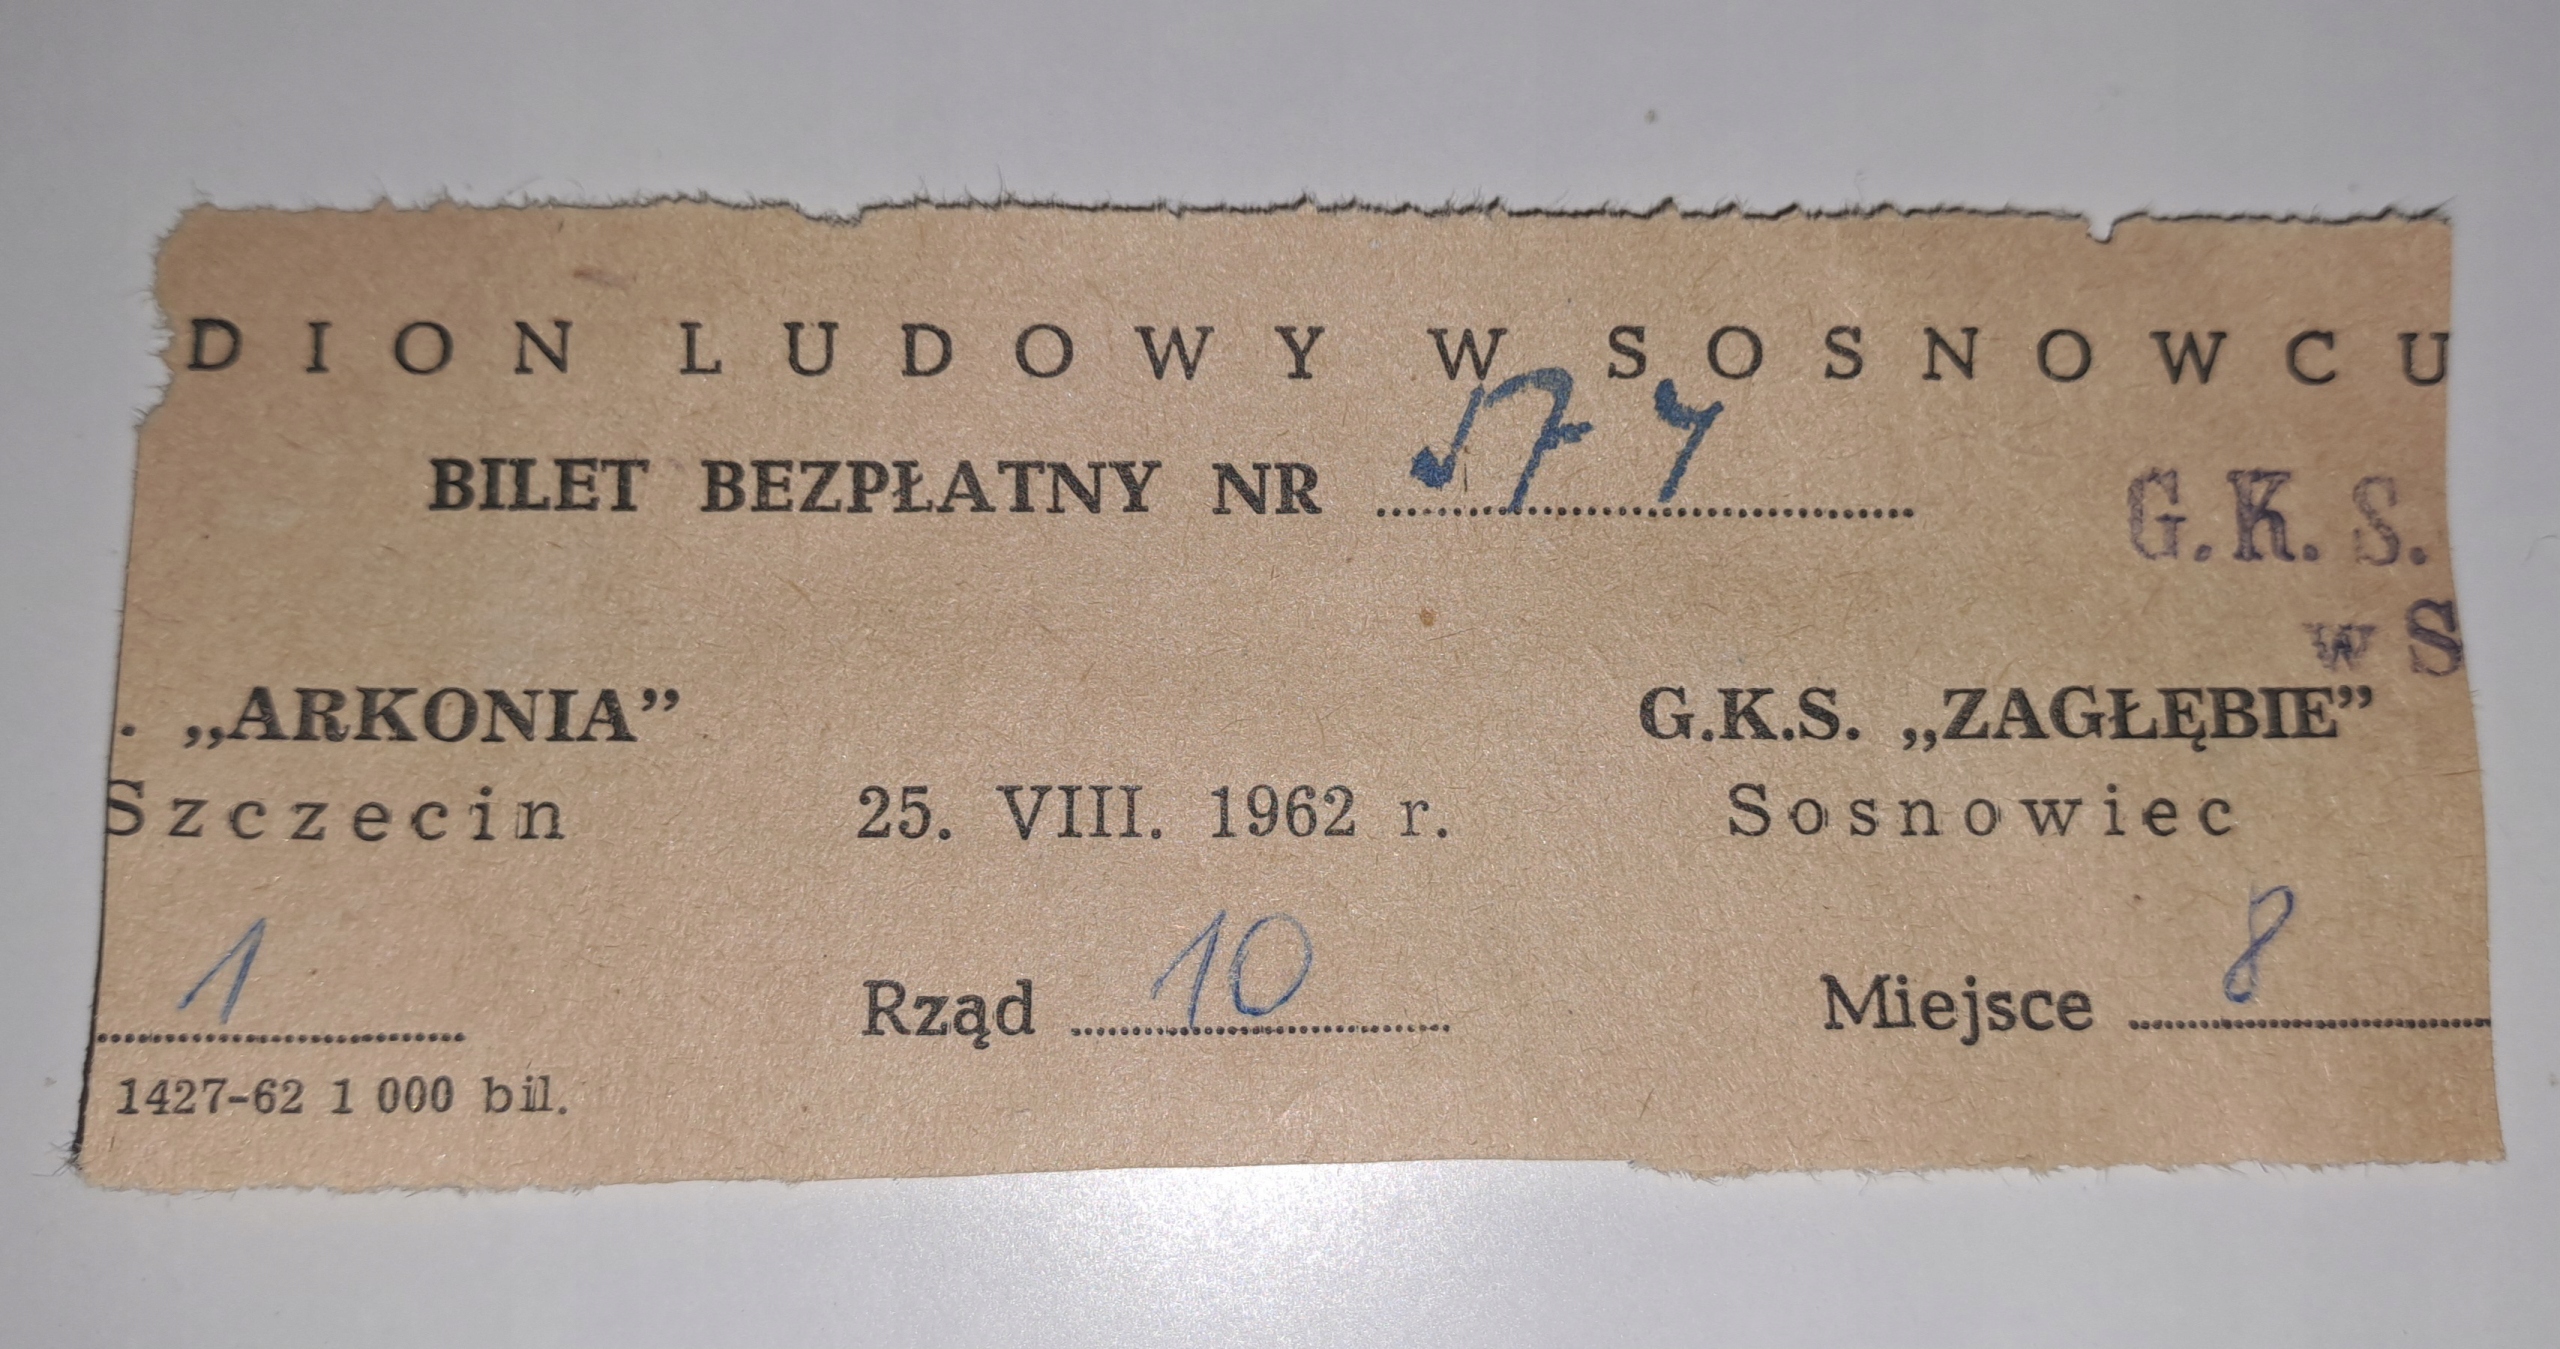 DION LUDOWY W SOSNOWCU
BILET BEZPŁATNY NR
G.K.S.
w S
. „ARKONIA” G.K.S. „ZAGŁĘBIE”
Szczecin 25. VIII. 1962 r. Sosnowiec
1 Rząd 10 Miejsce 8
1427-62 1 000 bil.